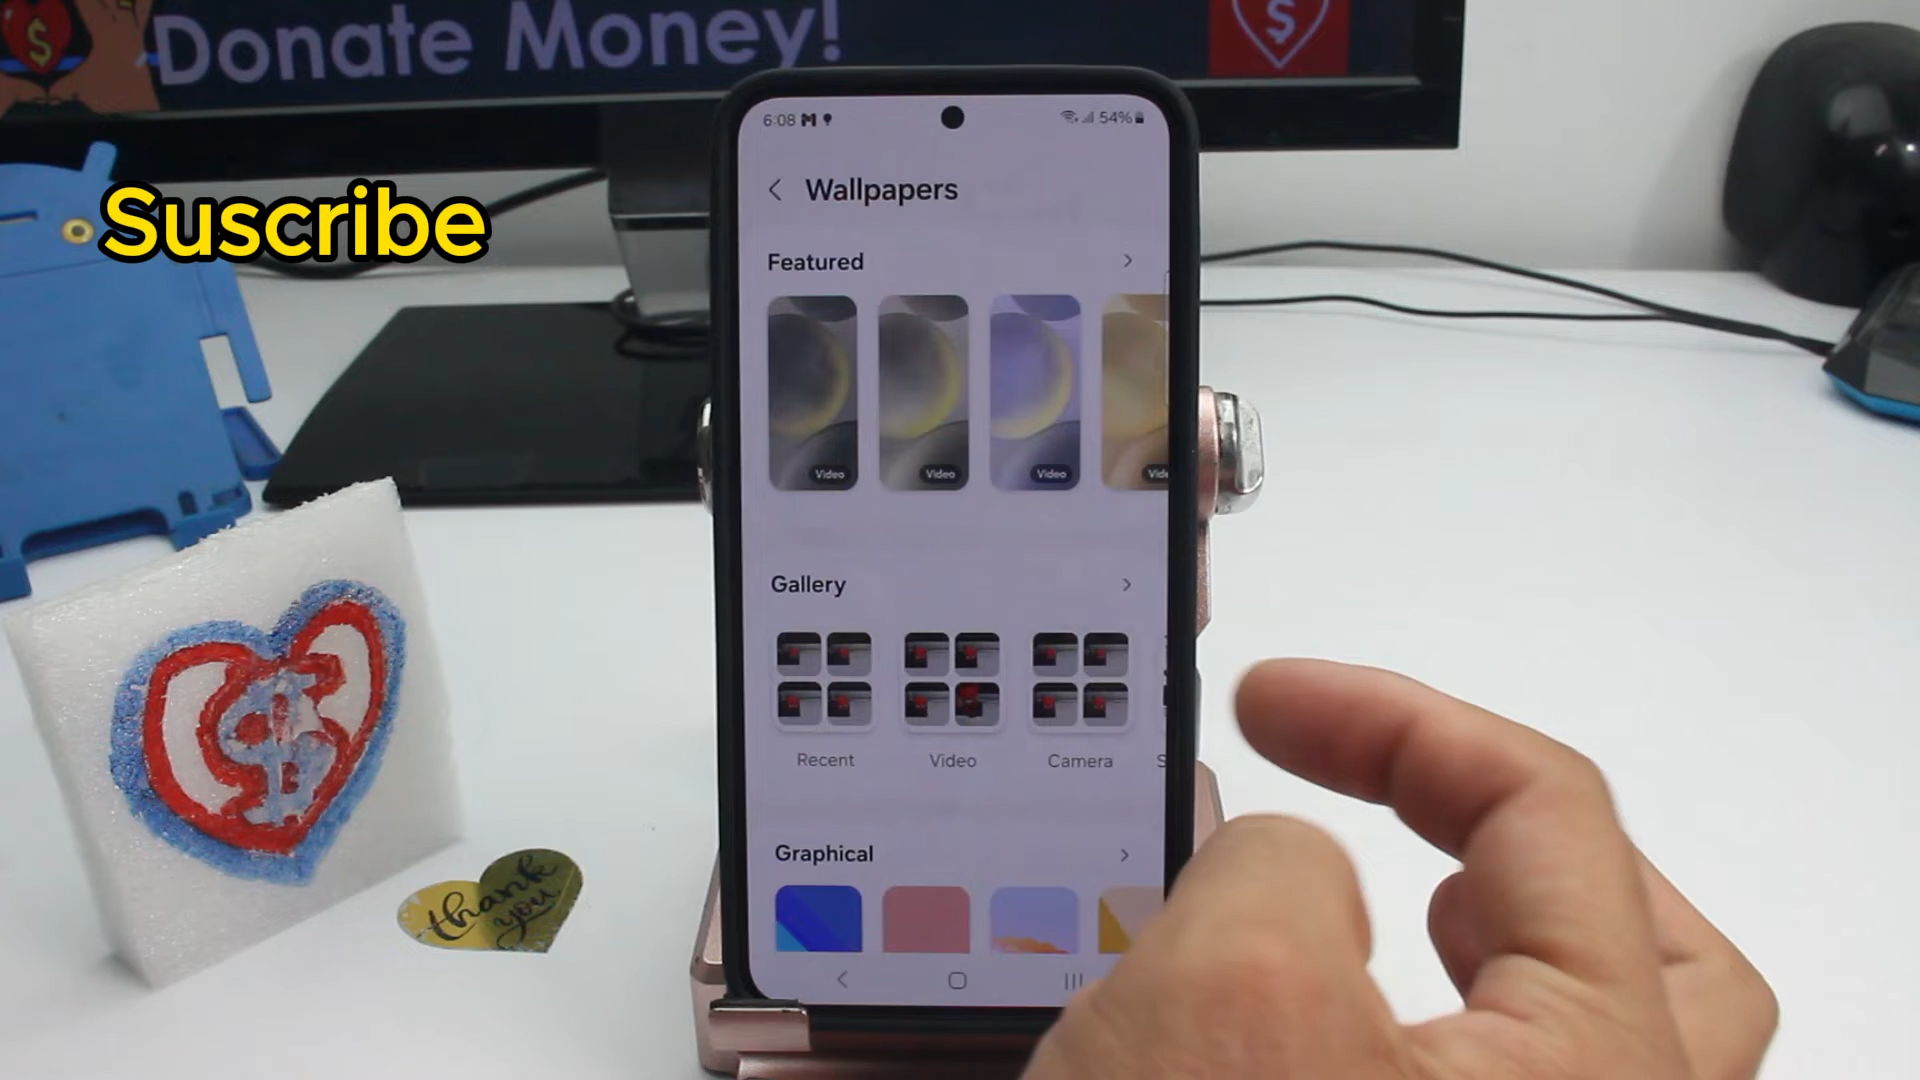 Donate Money!
Suscribe
6:08
54%
Wallpapers
Featured
Video
Video
Video
Gallery
Recent
Video
Camera
Graphical
thank
you